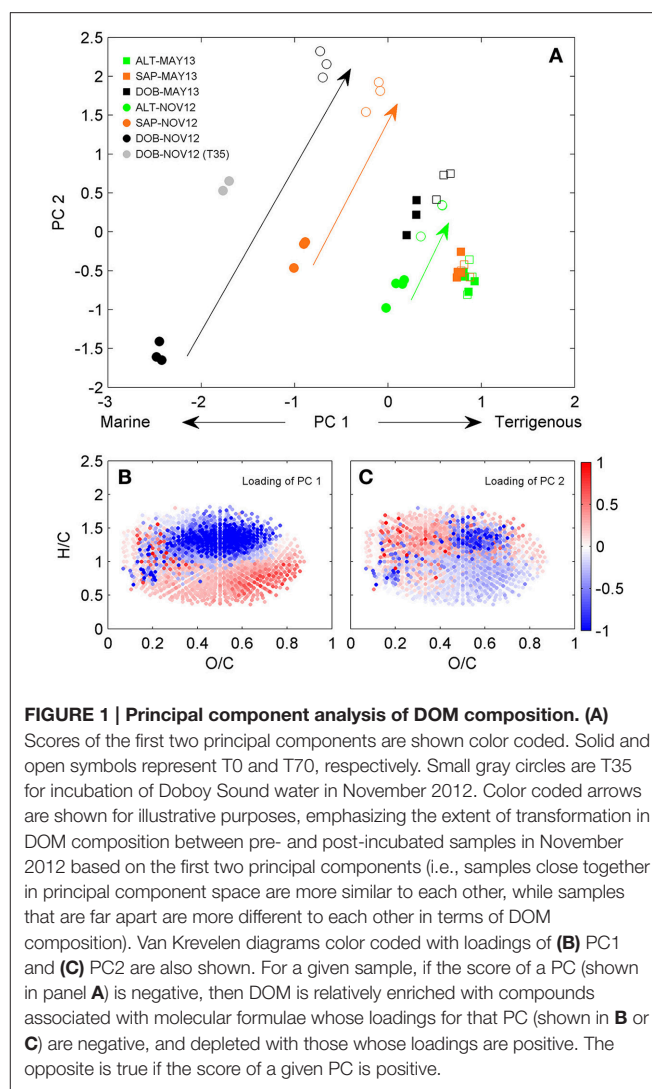 2.5
2
1.5
1
0.5
0
-0.5
-1
-1.5
-2
PC 2
A
ALT-MAY13
SAP-MAY13
DOB-MAY13
ALT-NOV12
SAP-NOV12
DOB-NOV12
DOB-NOV12 (T35)
-3 -2 -1 0 1 2
Marine PC 1 Terrigenous
B
Loading of PC 1
2.5
2
1.5
1
0.5
0
H/C
0 0.2 0.4 0.6 0.8 1
O/C
C
Loading of PC 2
0 0.2 0.4 0.6 0.8 1
O/C
1
0.5
0
-0.5
-1
FIGURE 1 | Principal component analysis of DOM composition. (A)
Scores of the first two principal components are shown color coded. Solid and
open symbols represent T0 and T70, respectively. Small gray circles are T35
for incubation of Doboy Sound water in November 2012. Color coded arrows
are shown for illustrative purposes, emphasizing the extent of transformation in
DOM composition between pre- and post-incubated samples in November
2012 based on the first two principal components (i.e., samples close together
in principal component space are more similar to each other, while samples
that are far apart are more different to each other in terms of DOM
composition). Van Krevelen diagrams color coded with loadings of (B) PC1
and (C) PC2 are also shown. For a given sample, if the score of a PC (shown
in panel A) is negative, then DOM is relatively enriched with compounds
associated with molecular formulae whose loadings for that PC (shown in B or
C) are negative, and depleted with those whose loadings are positive. The
opposite is true if the score of a given PC is positive.